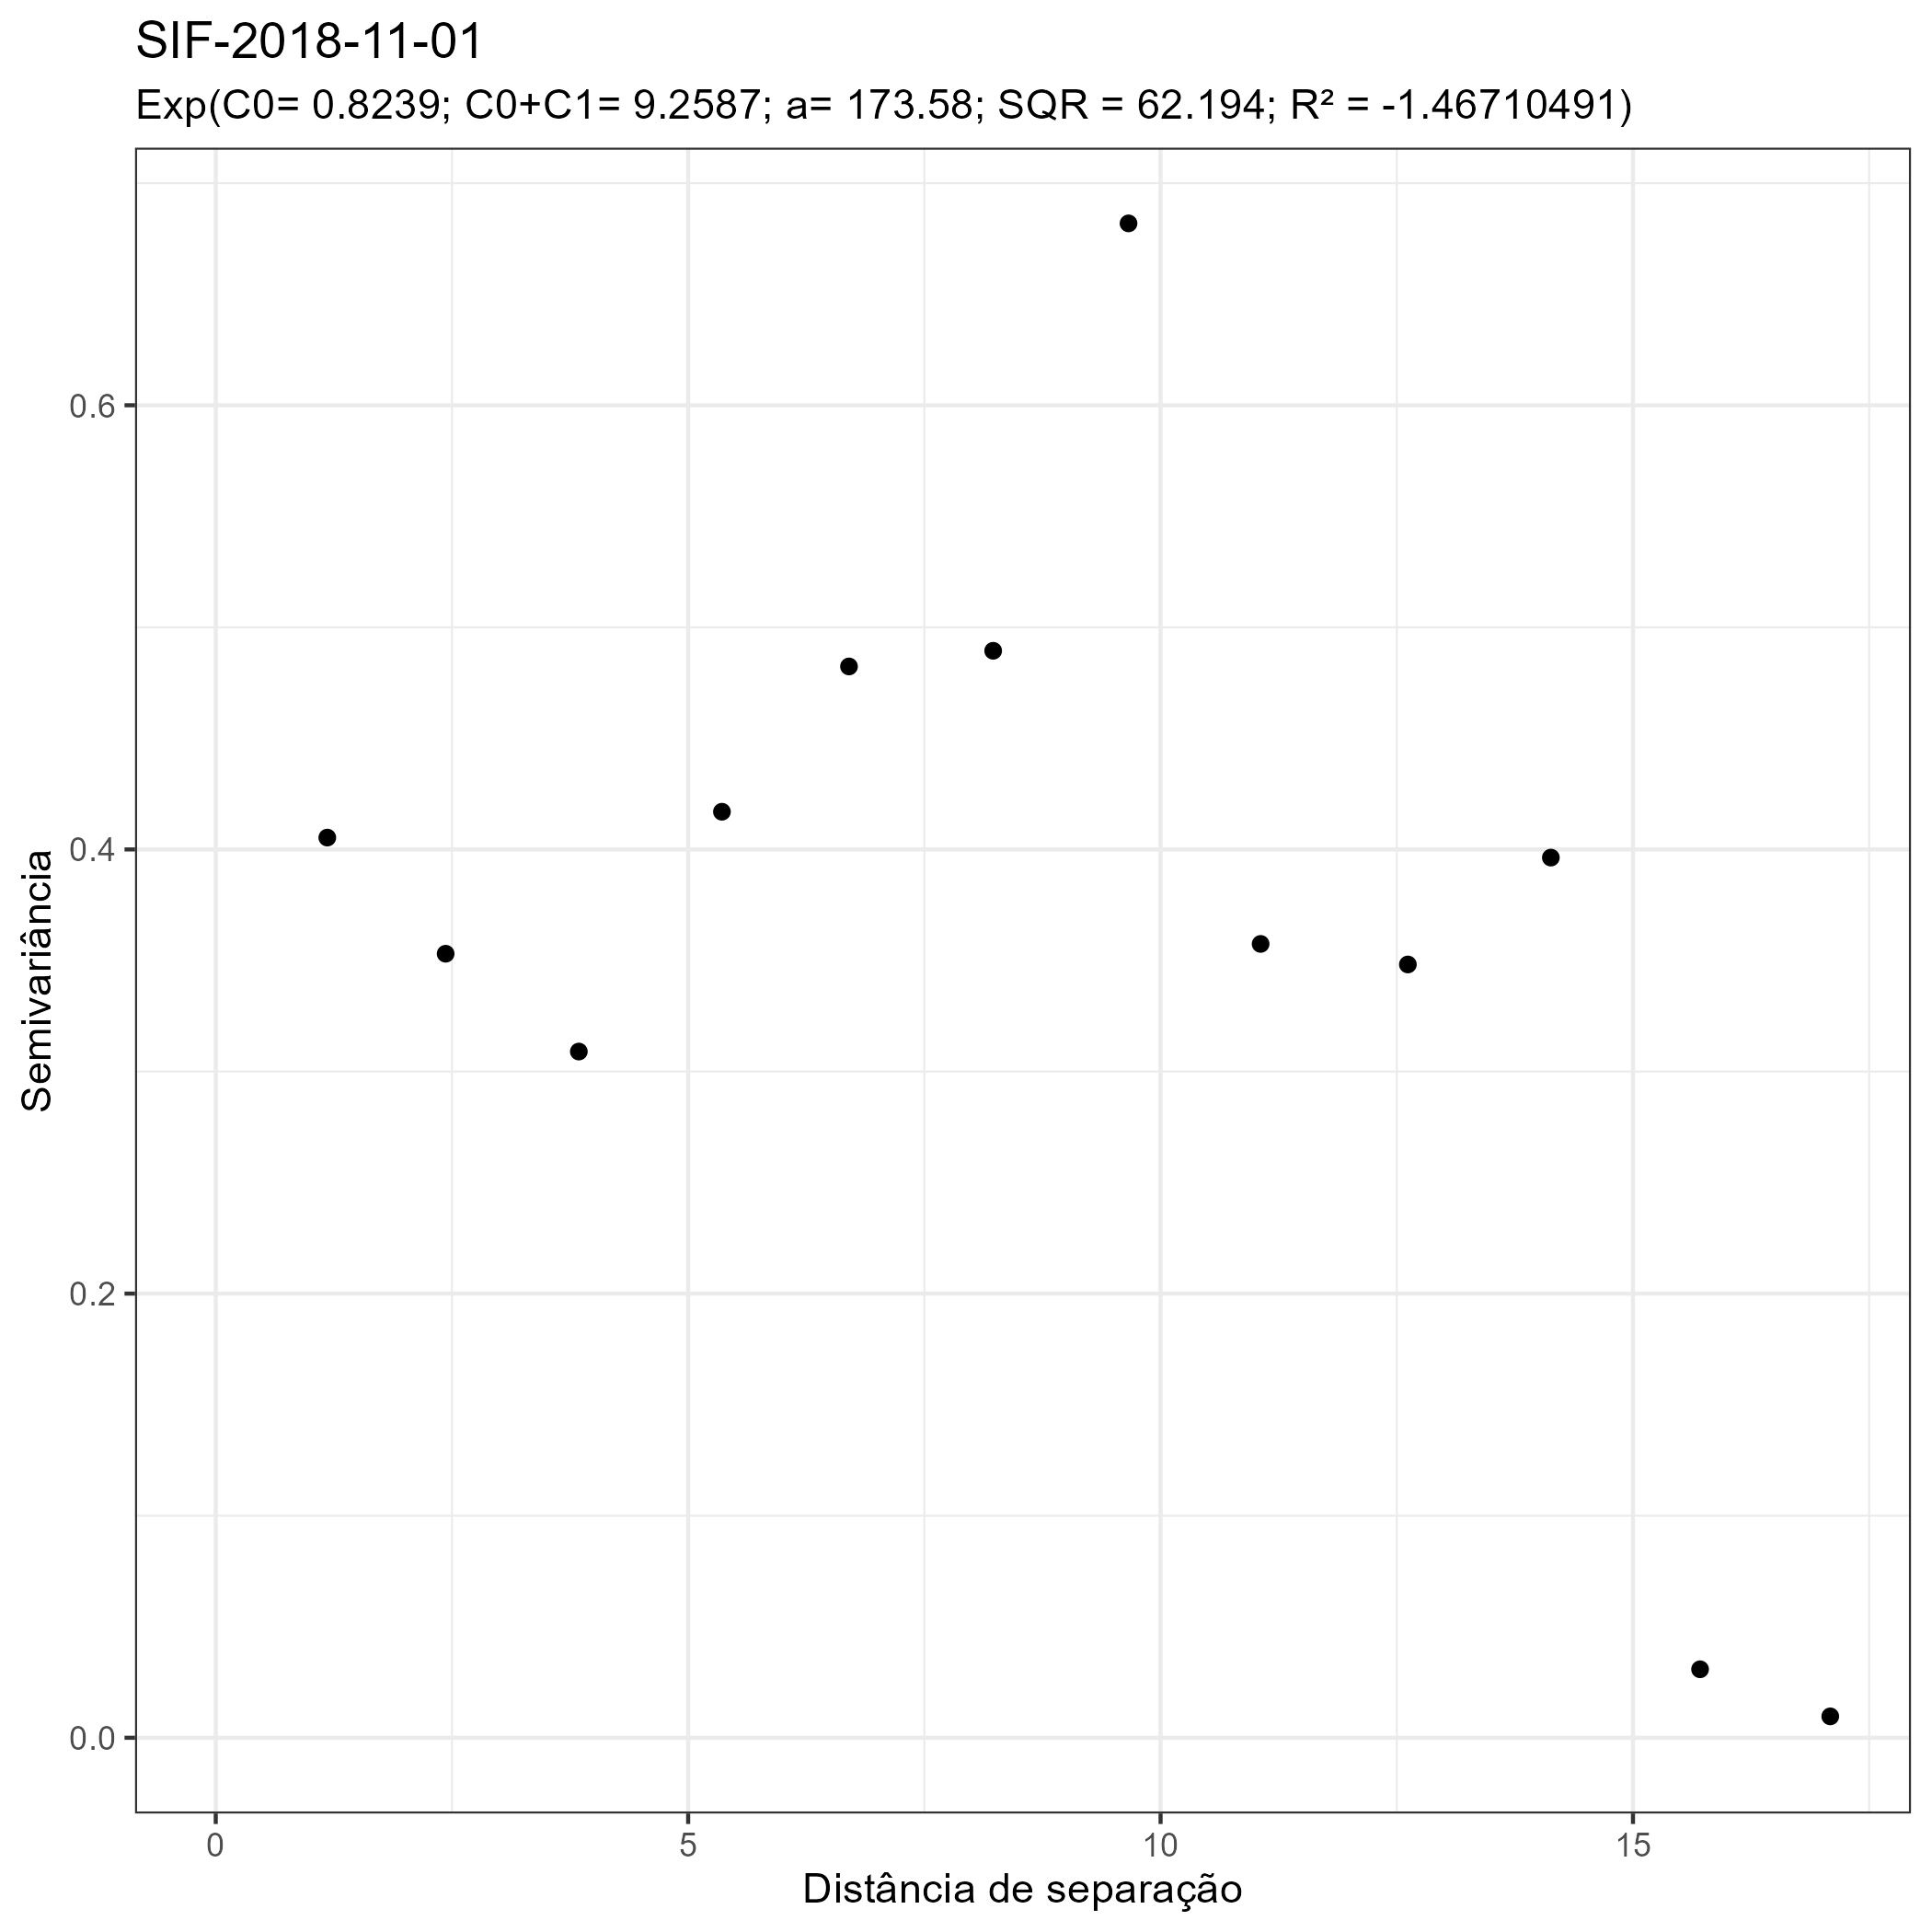 SIF-2018-11-01
Exp(C0= 0.8239; C0+C1= 9.2587; a= 173.58; SQR = 62.194; R² = -1.46710491)
Semivariância
0.6
0.4
0.2
0.0
0 5 10 15
Distância de separação